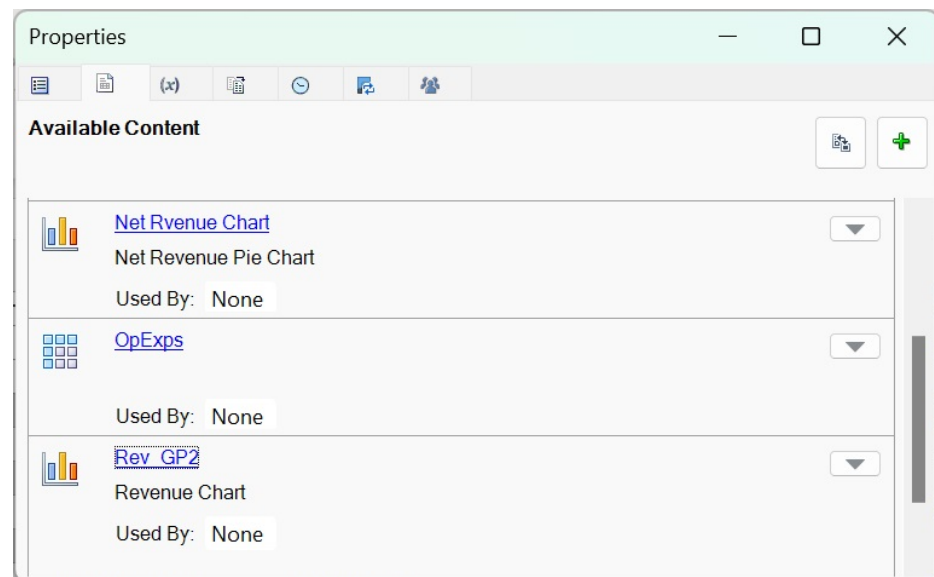 Properties
(x)
Available Content
Net Rvenue Chart
Net Revenue Pie Chart
Used By: None
OpExps
Used By: None
Rev_GP2
Revenue Chart
Used By: None